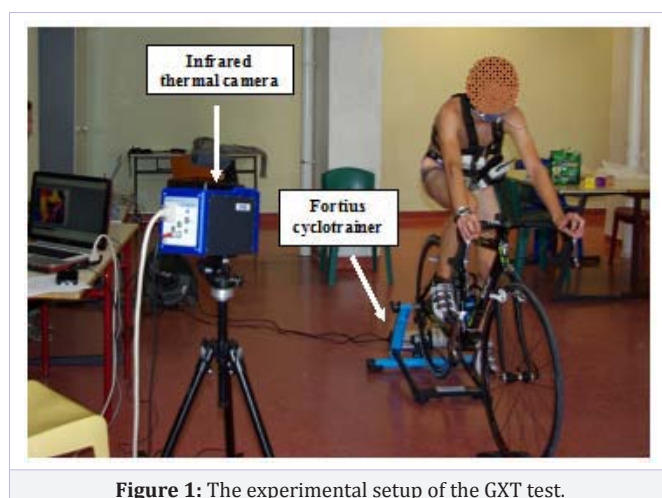 Infrared
thermal camera
Fortius
cyclotrainer
Figure 1: The experimental setup of the GXT test.